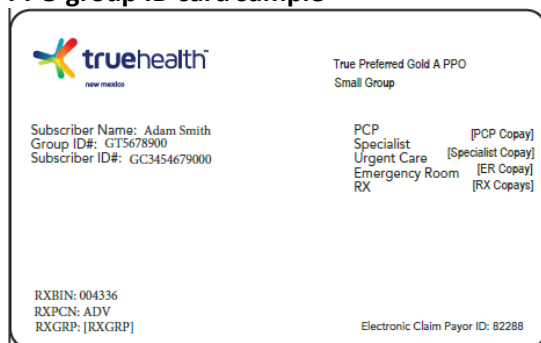 PPO group ID card sample
truehealth
new mexico
True Preferred Gold A PPO
Small Group
Subscriber Name: Adam Smith
Group ID#: GT5678900
Subscriber ID#: GC3454679000
PCP [PCP Copay]
Specialist [Specialist Copay]
Urgent Care
Emergency Room [ER Copay]
RX [RX Copays]
RXBIN: 004336
RXPCN: ADV
RXGRP: [RXGRP]
Electronic Claim Payor ID: 82288